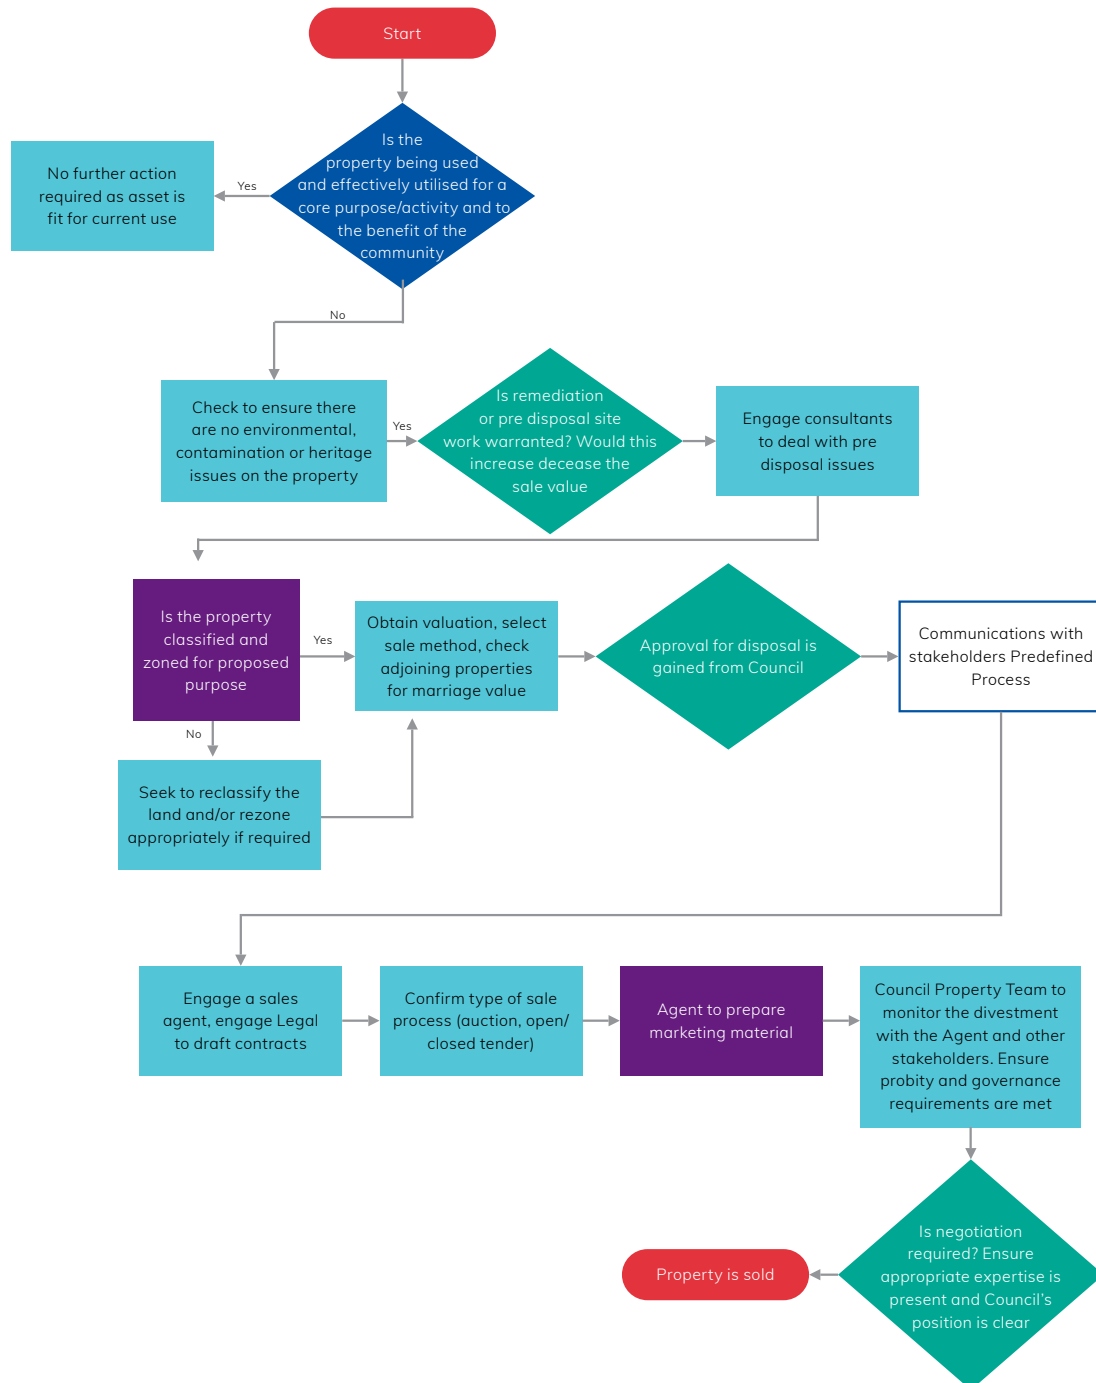 Start
Is the
property being used
and effectively utilised for a
core purpose/activity and to
the benefit of the
community
Yes
No further action
required as asset is
fit for current use
No
Check to ensure there
are no environmental,
contamination or heritage
issues on the property
Yes
Is remediation
or pre disposal site
work warranted? Would this
increase decease the
sale value
Engage consultants
to deal with pre
disposal issues
Is the property
classified and
zoned for proposed
purpose
Yes
Obtain valuation, select
sale method, check
adjoining properties
for marriage value
Approval for disposal is
gained from Council
Communications with
stakeholders Predefined
Process
No
Seek to reclassify the
land and/or rezone
appropriately if required
Engage a sales
agent, engage Legal
to draft contracts
Confirm type of sale
process (auction, open/
closed tender)
Agent to prepare
marketing material
Council Property Team to
monitor the divestment
with the Agent and other
stakeholders. Ensure
probity and governance
requirements are met
Is negotiation
required? Ensure
appropriate expertise is
present and Council’s
position is clear
Property is sold